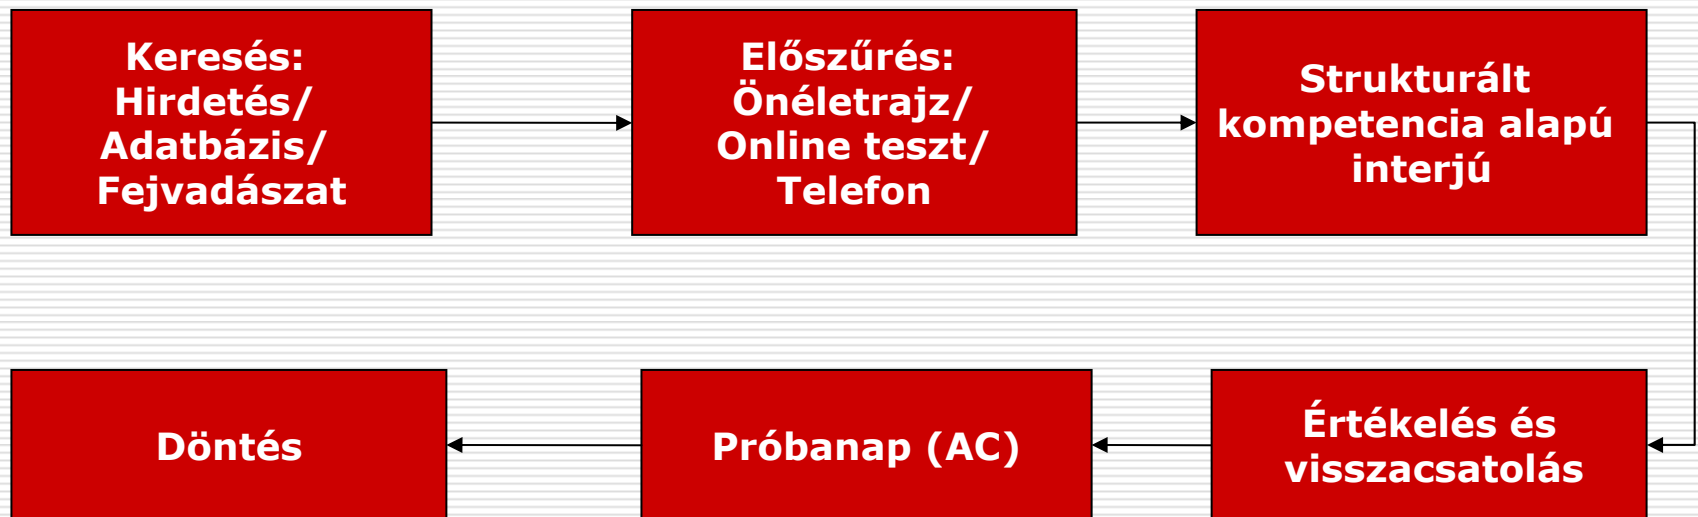 Keresés:
Hirdetés/
Adatbázis/
Fejvadászat
Előszűrés:
Önéletrajz/
Online teszt/
Telefon
Strukturált
kompetencia alapú
interjú
Értékelés és
visszacsatolás
Próbanap (AC)
Döntés